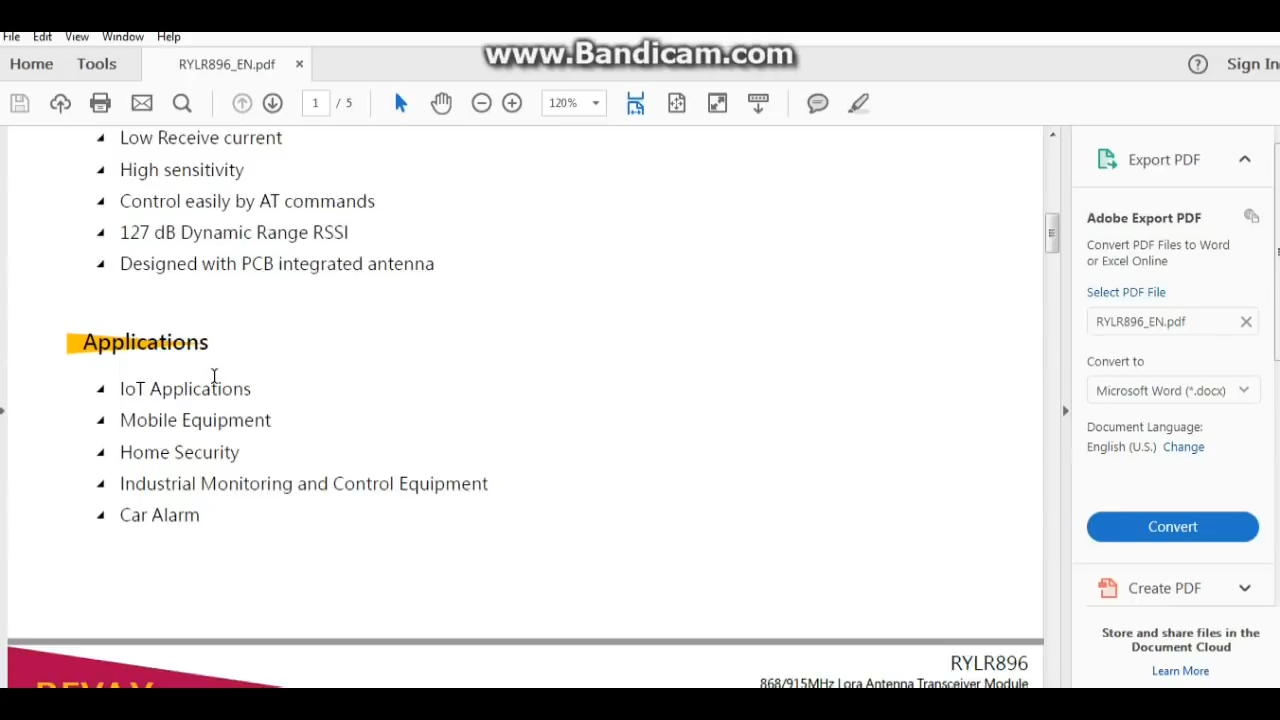 File Edit View Window Help
www.Bandicam.com
Home Tools RYLR896_EN.pdf × Sign In
1 / 5 120%
Low Receive current
High sensitivity
Control easily by AT commands
127 dB Dynamic Range RSSI
Designed with PCB integrated antenna
Applications
IoT Applications
Mobile Equipment
Home Security
Industrial Monitoring and Control Equipment
Car Alarm
RYLR896
868/915MHz Lora Antenna Transceiver Module
Export PDF
Adobe Export PDF
Convert PDF Files to Word
or Excel Online
Select PDF File
RYLR896_EN.pdf
Convert to
Microsoft Word (*.docx)
Document Language:
English (U.S.) Change
Convert
Create PDF
Store and share files in the
Document Cloud
Learn More